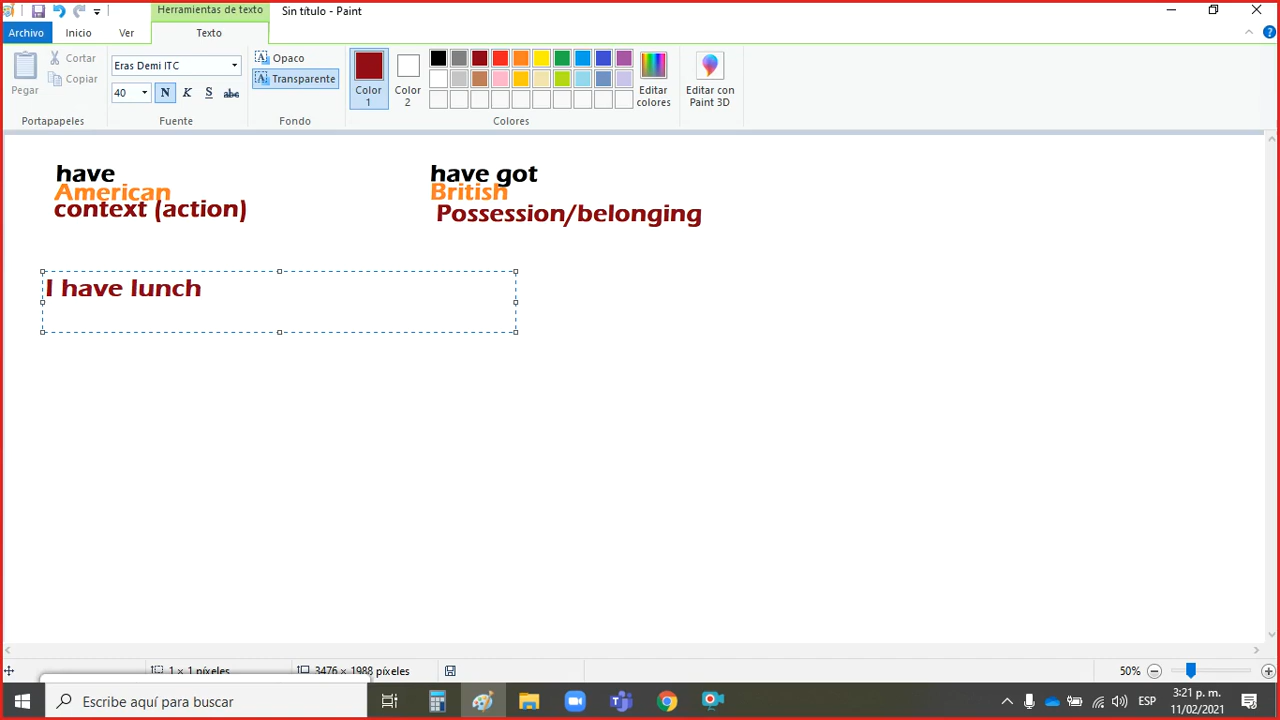 Herramientas de texto
Sin título - Paint
Archivo
Inicio
Ver
Texto
Pegar
Cortar
Copiar
Portapapeles
Eras Demi ITC
40
N
K
S
abc
Fuente
Opaco
Transparente
Fondo
Color 1
Color 2
Colores
Editar colores
Editar con Paint 3D
have
American
context (action)
have got
British
Possession/belonging
I have lunch
1 × 1 píxeles
3476 × 1988 píxeles
50%
Escribe aquí para buscar
ESP
3:21 p. m.
11/02/2021